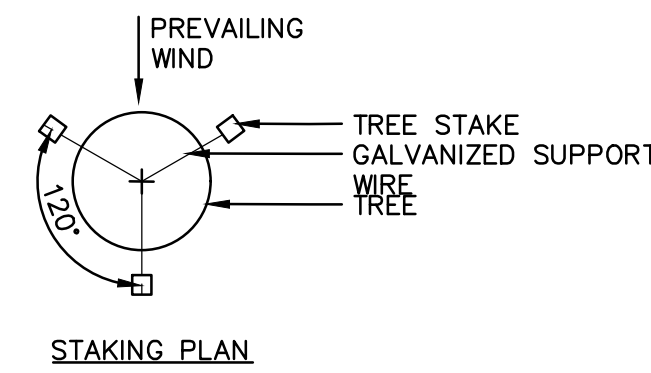 PREVAILING
WIND
TREE STAKE
GALVANIZED SUPPORT
WIRE
TREE
120°
STAKING PLAN